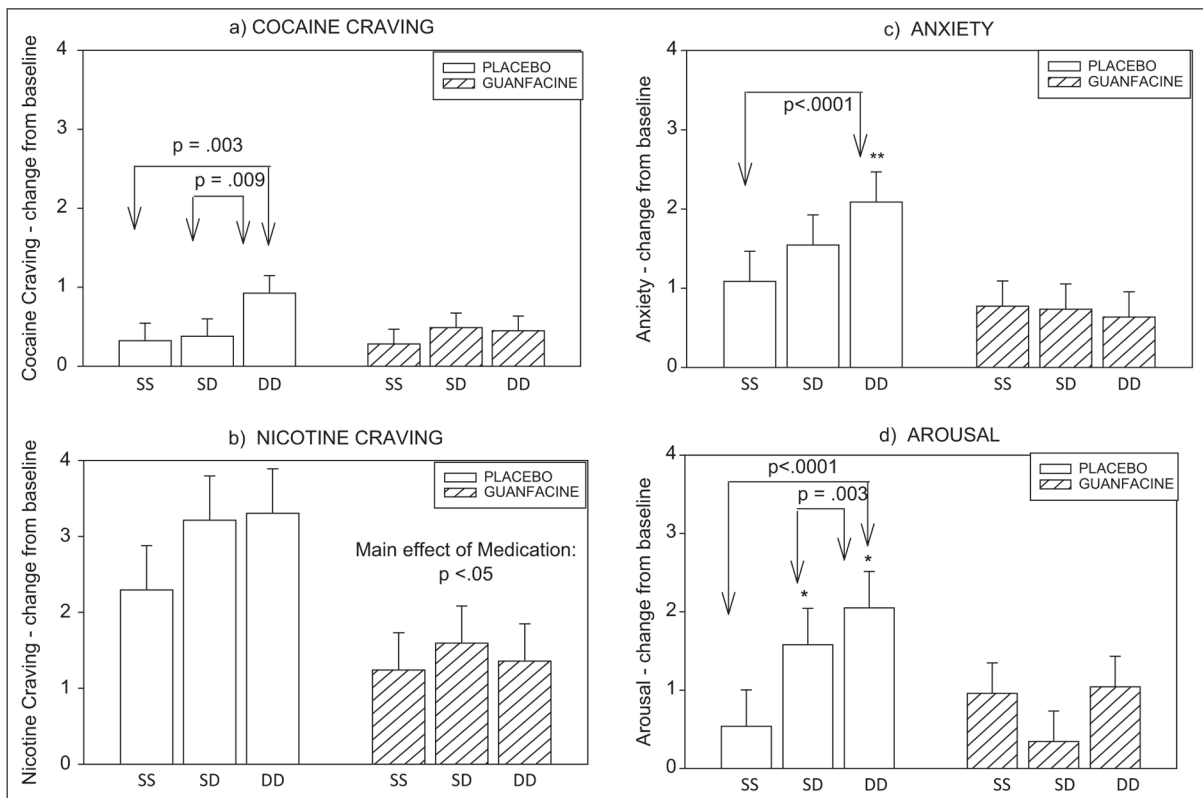 a) COCAINE CRAVING
Cocaine Craving - change from baseline
4
3
2
1
0
PLACEBO
GUANFACINE
p = .003
p = .009
SS SD DD SS SD DD
c) ANXIETY
Anxiety - change from baseline
4
3
2
1
0
PLACEBO
GUANFACINE
p<.0001
**
SS SD DD SS SD DD
b) NICOTINE CRAVING
Nicotine Craving - change from baseline
4
3
2
1
0
PLACEBO
GUANFACINE
Main effect of Medication:
p <.05
SS SD DD SS SD DD
d) AROUSAL
Arousal - change from baseline
4
3
2
1
0
PLACEBO
GUANFACINE
p<.0001
p = .003
*
*
SS SD DD SS SD DD